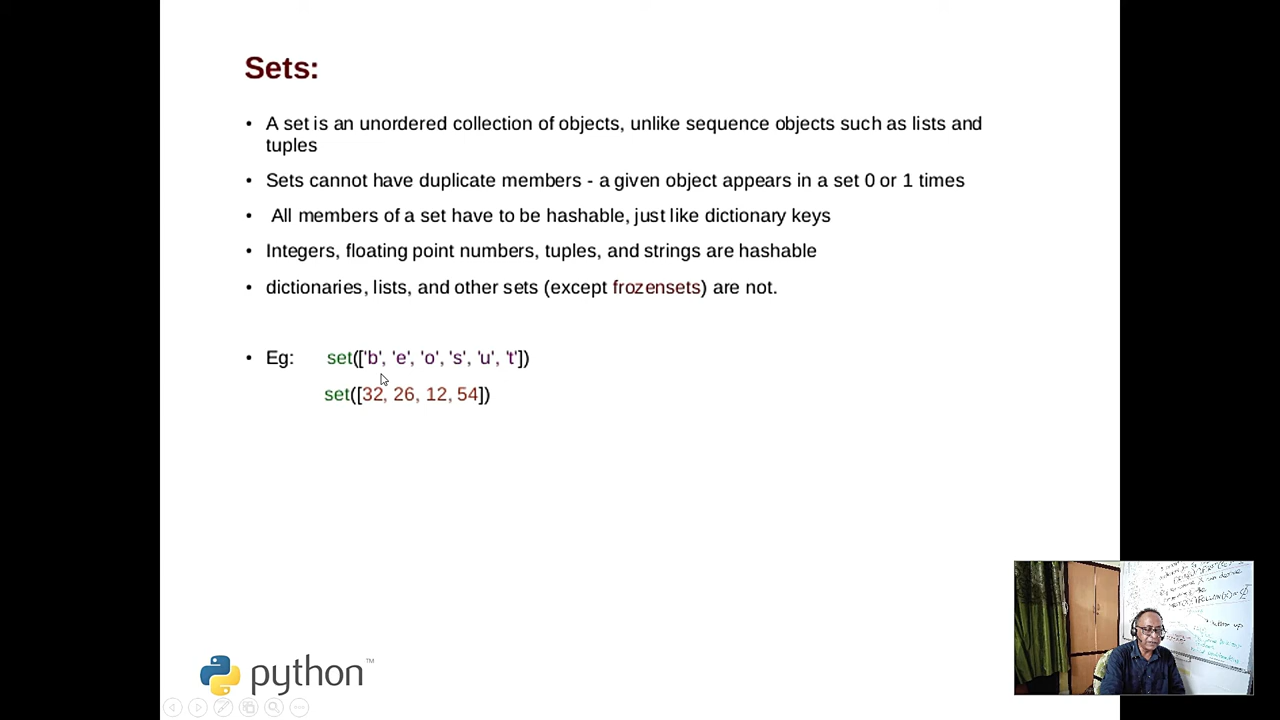 Sets:
• A set is an unordered collection of objects, unlike sequence objects such as lists and
tuples
• Sets cannot have duplicate members - a given object appears in a set 0 or 1 times
• All members of a set have to be hashable, just like dictionary keys
• Integers, floating point numbers, tuples, and strings are hashable
• dictionaries, lists, and other sets (except frozensets) are not.
• Eg: set(['b', 'e', 'o', 's', 'u', 't'])
set([32, 26, 12, 54])
python™